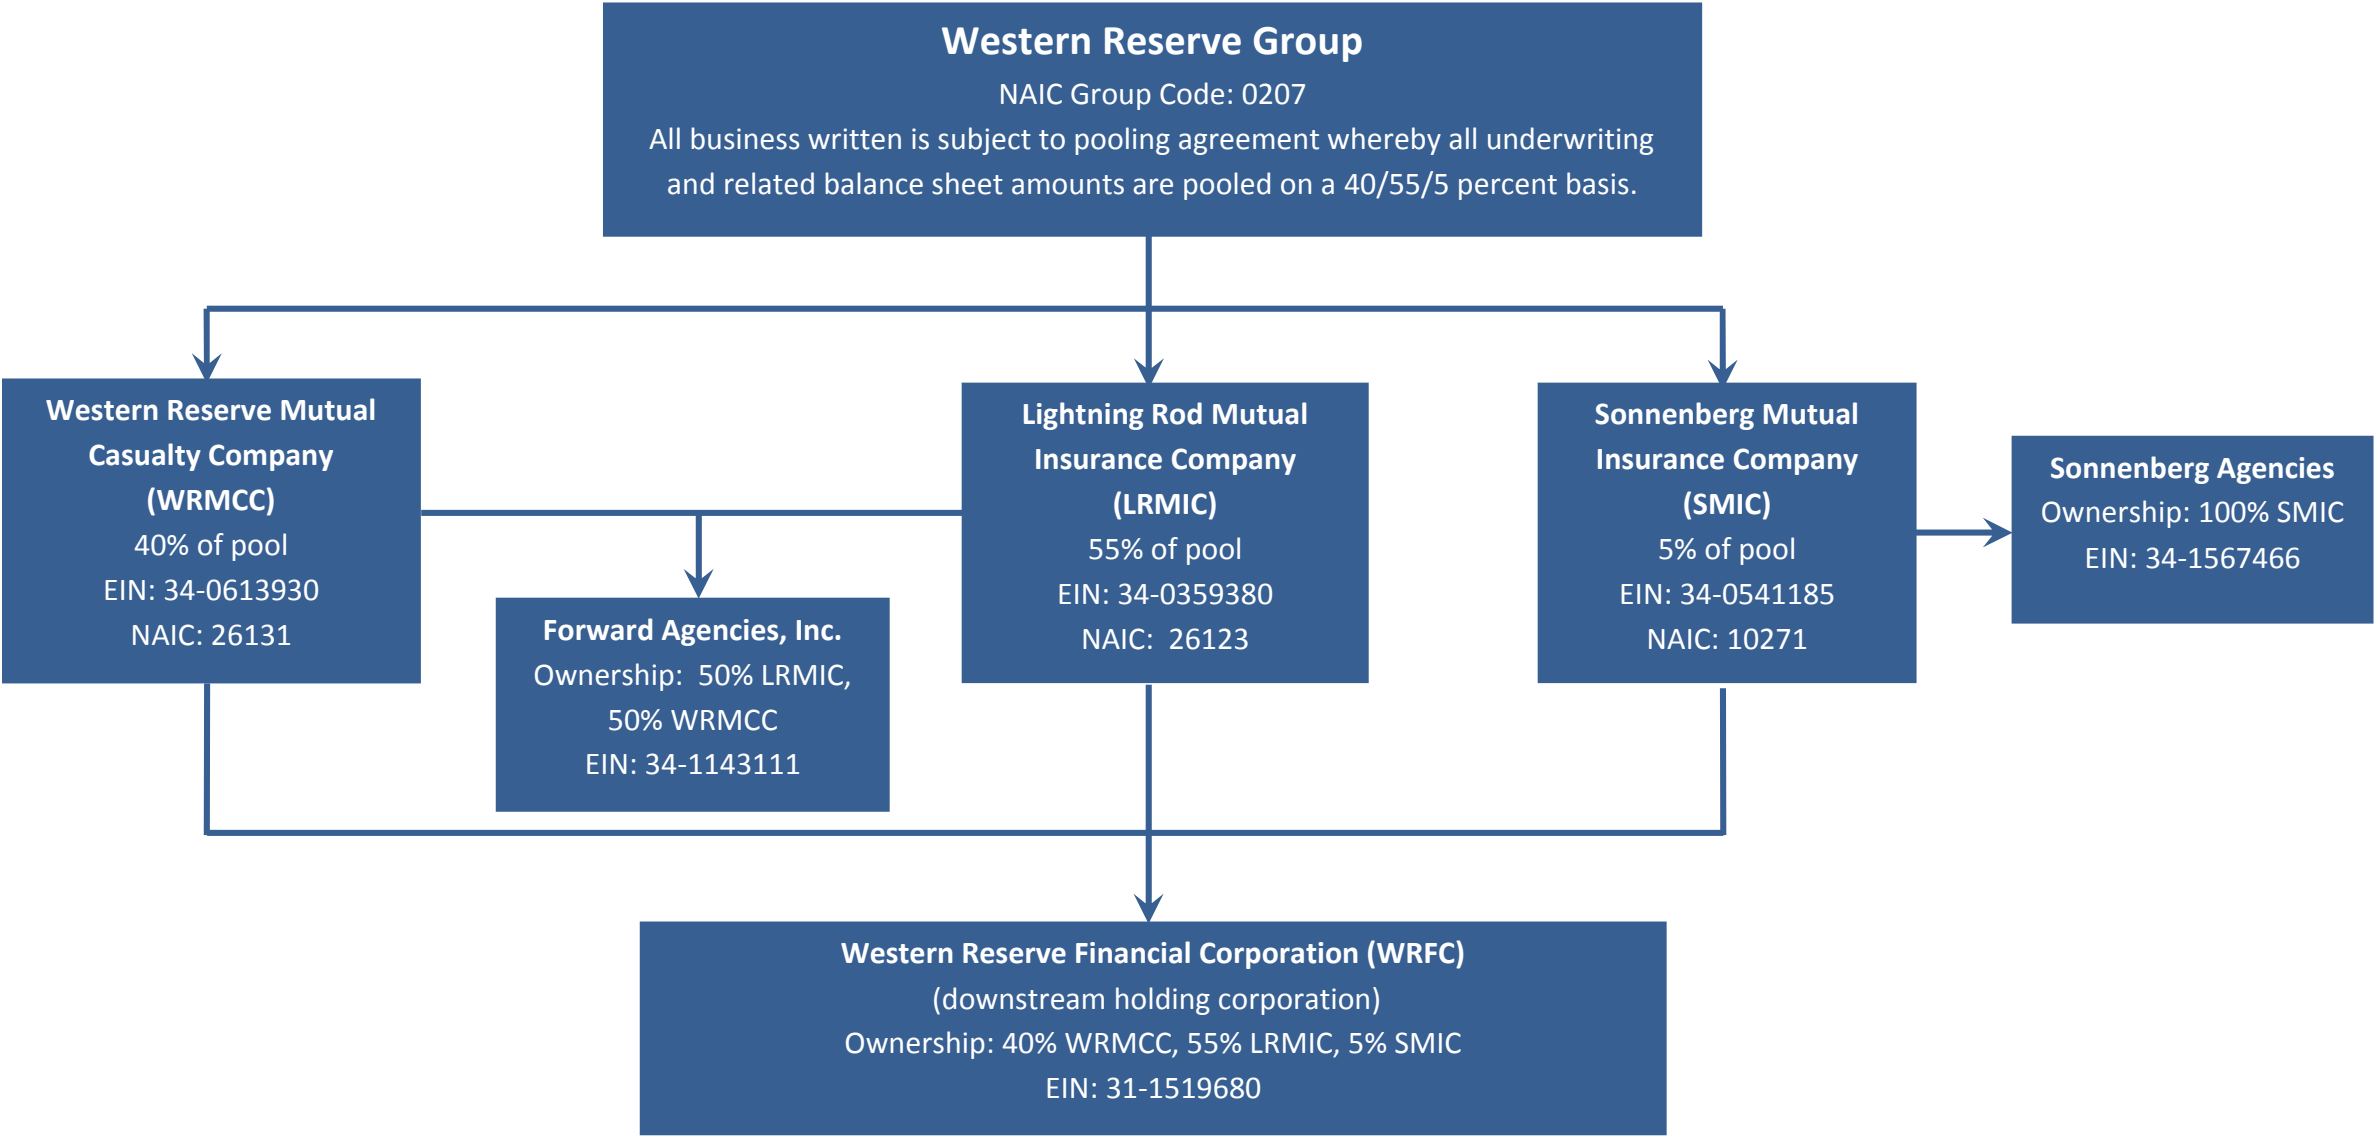 Western Reserve Group
NAIC Group Code: 0207
All business written is subject to pooling agreement whereby all underwriting
and related balance sheet amounts are pooled on a 40/55/5 percent basis.
Western Reserve Mutual
Casualty Company
(WRMCC)
40% of pool
EIN: 34-0613930
NAIC: 26131
Forward Agencies, Inc.
Ownership:  50% LRMIC,
50% WRMCC
EIN: 34-1143111
Lightning Rod Mutual
Insurance Company
(LRMIC)
55% of pool
EIN: 34-0359380
NAIC:  26123
Sonnenberg Mutual
Insurance Company
(SMIC)
5% of pool
EIN: 34-0541185
NAIC: 10271
Sonnenberg Agencies
Ownership: 100% SMIC
EIN: 34-1567466
Western Reserve Financial Corporation (WRFC)
(downstream holding corporation)
Ownership: 40% WRMCC, 55% LRMIC, 5% SMIC
EIN: 31-1519680